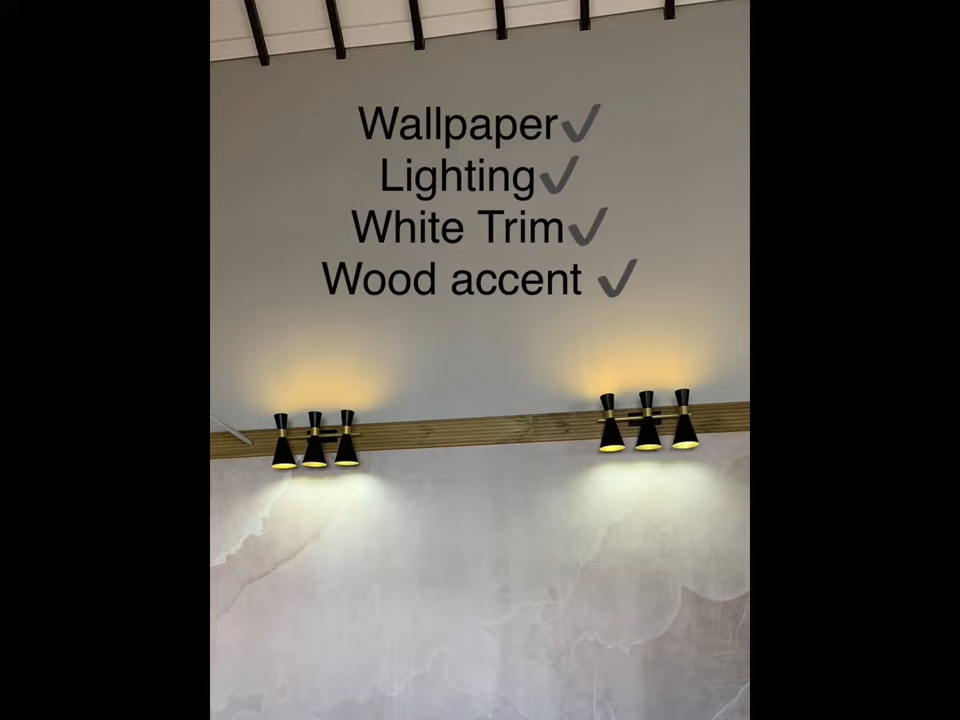 Wallpaper✔
Lighting✔
White Trim✔
Wood accent ✔